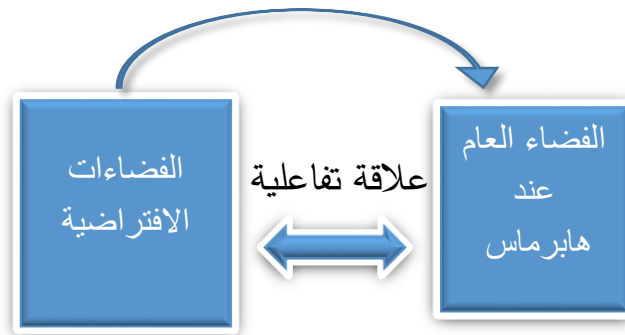 الفضاء العام
عند
هابرماس
علاقة تفاعلية
الفضاءات
الافتراضية